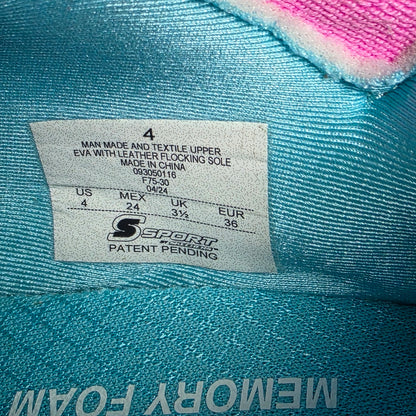 4
MAN MADE AND TEXTILE UPPER
EVA WITH LEATHER FLOCKING SOLE
MADE IN CHINA
093050116
F75-30
04/24
US MEX UK EUR
4 24 3½ 36
S SPORT
PATENT PENDING
MEMORY FOAM